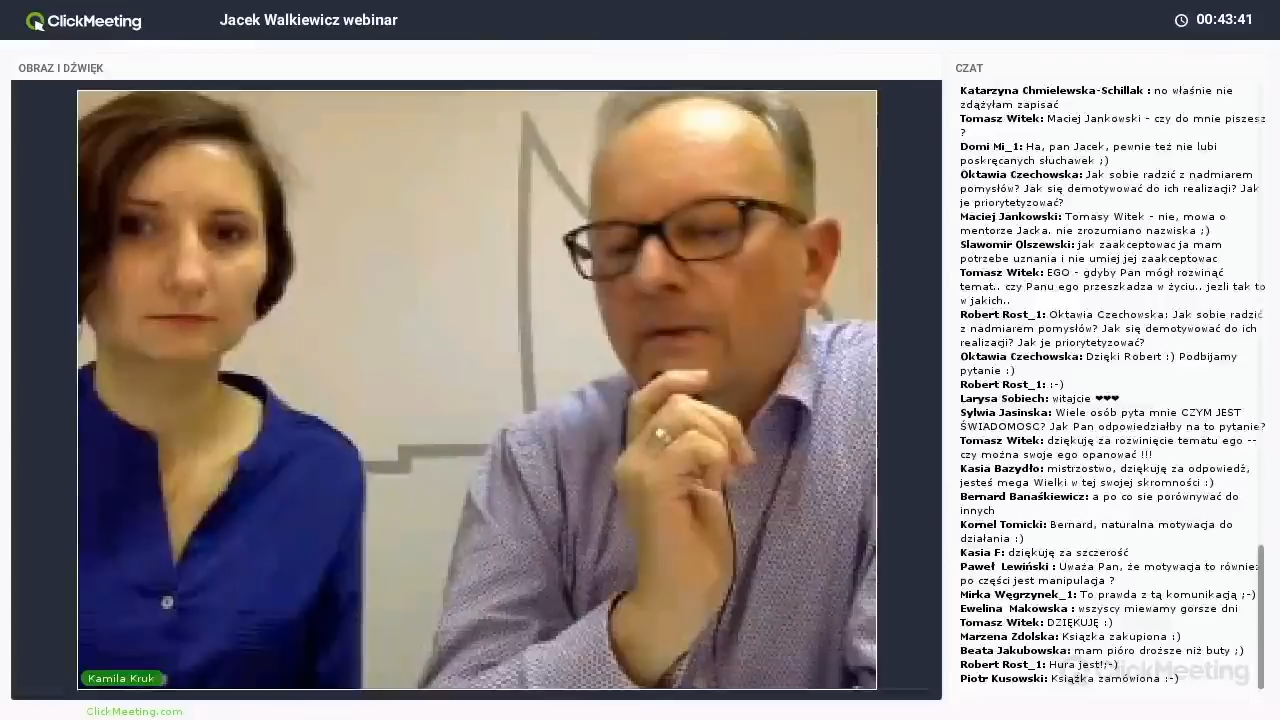 ClickMeeting
Jacek Walkiewicz webinar
00:43:41
OBRAZ I DŹWIĘK
CZAT
Katarzyna Chmielewska-Schillak : no właśnie nie
zdążyłam zapisać
Tomasz Witek: Maciej Jankowski - czy do mnie piszesz
?
Domi Mi_1: Ha, pan Jacek, pewnie też nie lubi
poskręcanych słuchawek ;)
Oktawia Czechowska: Jak sobie radzić z nadmiarem
pomysłów? Jak się demotywować do ich realizacji? Jak
je priorytetyzować?
Maciej Jankowski: Tomasy Witek - nie, mowa o
mentorze Jacka. nie zrozumiano nazwiska ;)
Slawomir Olszewski: jak zaakceptowac ja mam
potrzebe uznania i nie umiej jej zaakceptowac
Tomasz Witek: EGO - gdyby Pan mógł rozwinąć
temat.. czy Panu ego przeszkadza w życiu.. jezli tak to
w jakich..
Robert Rost_1: Oktawia Czechowska: Jak sobie radzić
z nadmiarem pomysłów? Jak się demotywować do ich
realizacji? Jak je priorytetyzować?
Oktawia Czechowska: Dzięki Robert :) Podbijamy
pytanie :)
Robert Rost_1: :-)
Larysa Sobiech: witajcie ❤❤❤
Sylwia Jasinska: Wiele osób pyta mnie CZYM JEST
ŚWIADOMOSC? Jak Pan odpowiedziałby na to pytanie?
Tomasz Witek: dziękuję za rozwinięcie tematu ego --
czy można swoje ego opanować !!!
Kasia Bazydło: mistrzostwo, dziękuję za odpowiedź,
jesteś mega Wielki w tej swojej skromności :)
Bernard Banaśkiewicz: a po co sie porównywać do
innych
Kornel Tomicki: Bernard, naturalna motywacja do
działania :)
Kasia F: dziękuję za szczerość
Paweł Lewiński : Uważa Pan, że motywacja to również
po części jest manipulacja ?
Mirka Węgrzynek_1: To prawda z tą komunikacją ;-)
Ewelina Makowska : wszyscy miewamy gorsze dni
Tomasz Witek: DZIĘKUJĘ :)
Marzena Zdolska: Ksiązka zakupiona :)
Beata Jakubowska: mam pióro droższe niż buty ;)
Robert Rost_1: Hura jest!;-)
Piotr Kusowski: Książka zamówiona :-)
ClickMeeting
Kamila Kruk
ClickMeeting.com